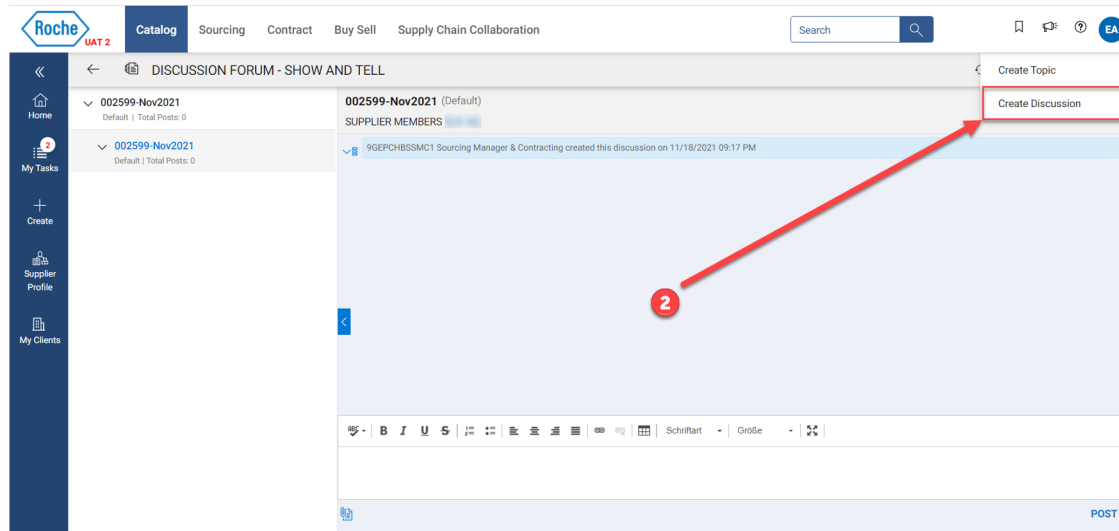 Roche
UAT 2
Catalog
Sourcing
Contract
Buy Sell
Supply Chain Collaboration
Search
EA
DISCUSSION FORUM - SHOW AND TELL
Create Topic
Create Discussion
Home
2
My Tasks
Create
Supplier
Profile
My Clients
002599-Nov2021
Default | Total Posts: 0
002599-Nov2021
Default | Total Posts: 0
002599-Nov2021 (Default)
SUPPLIER MEMBERS
9GEPCHBSSMC1 Sourcing Manager & Contracting created this discussion on 11/18/2021 09:17 PM
2
ABC
B I U S
Schriftart
Größe
POST